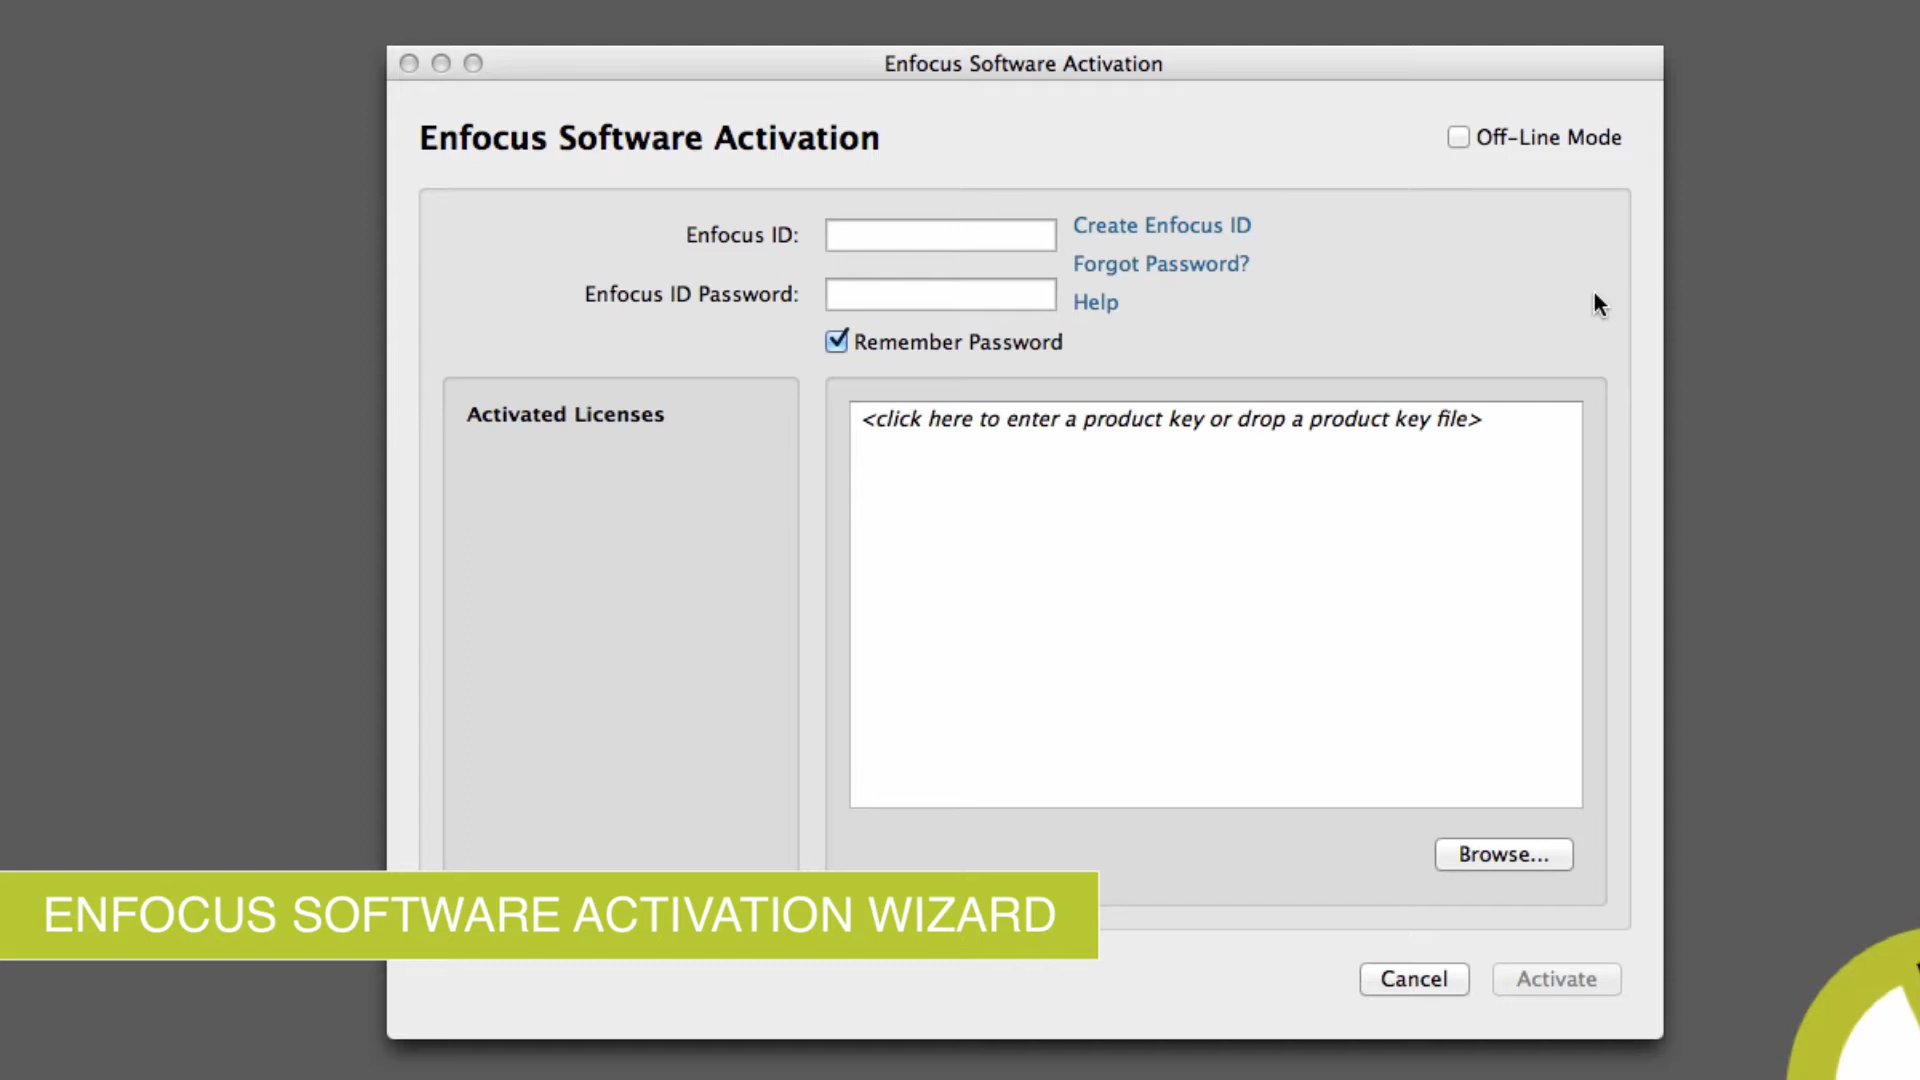 Enfocus Software Activation
Enfocus Software Activation
Off-Line Mode
Enfocus ID:
Create Enfocus ID
Forgot Password?
Enfocus ID Password:
Help
Remember Password
Activated Licenses
<click here to enter a product key or drop a product key file>
Browse...
ENFOCUS SOFTWARE ACTIVATION WIZARD
Cancel
Activate